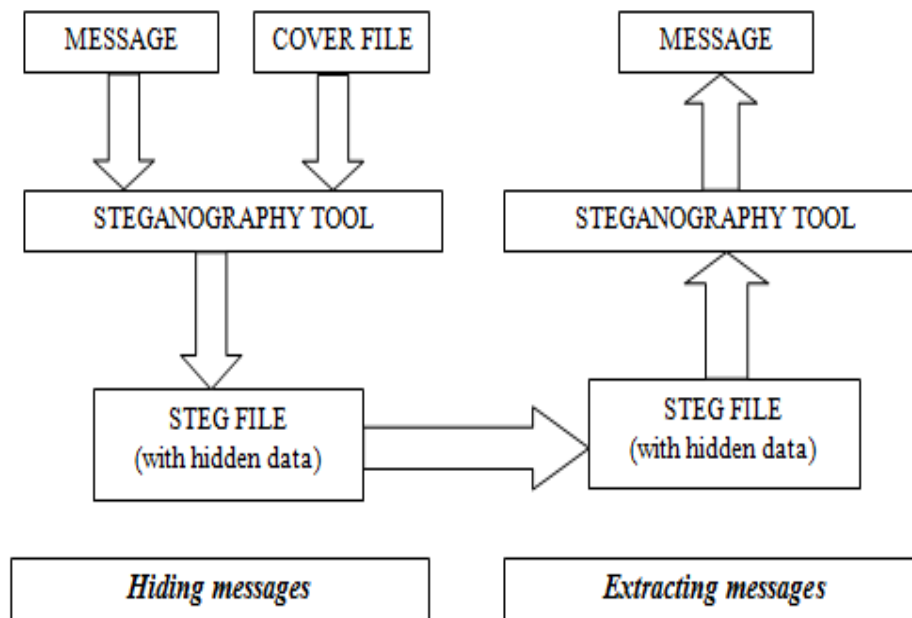 MESSAGE
COVER FILE
MESSAGE
STEGANOGRAPHY TOOL
STEGANOGRAPHY TOOL
STEG FILE
(with hidden data)
STEG FILE
(with hidden data)
Hiding messages
Extracting messages